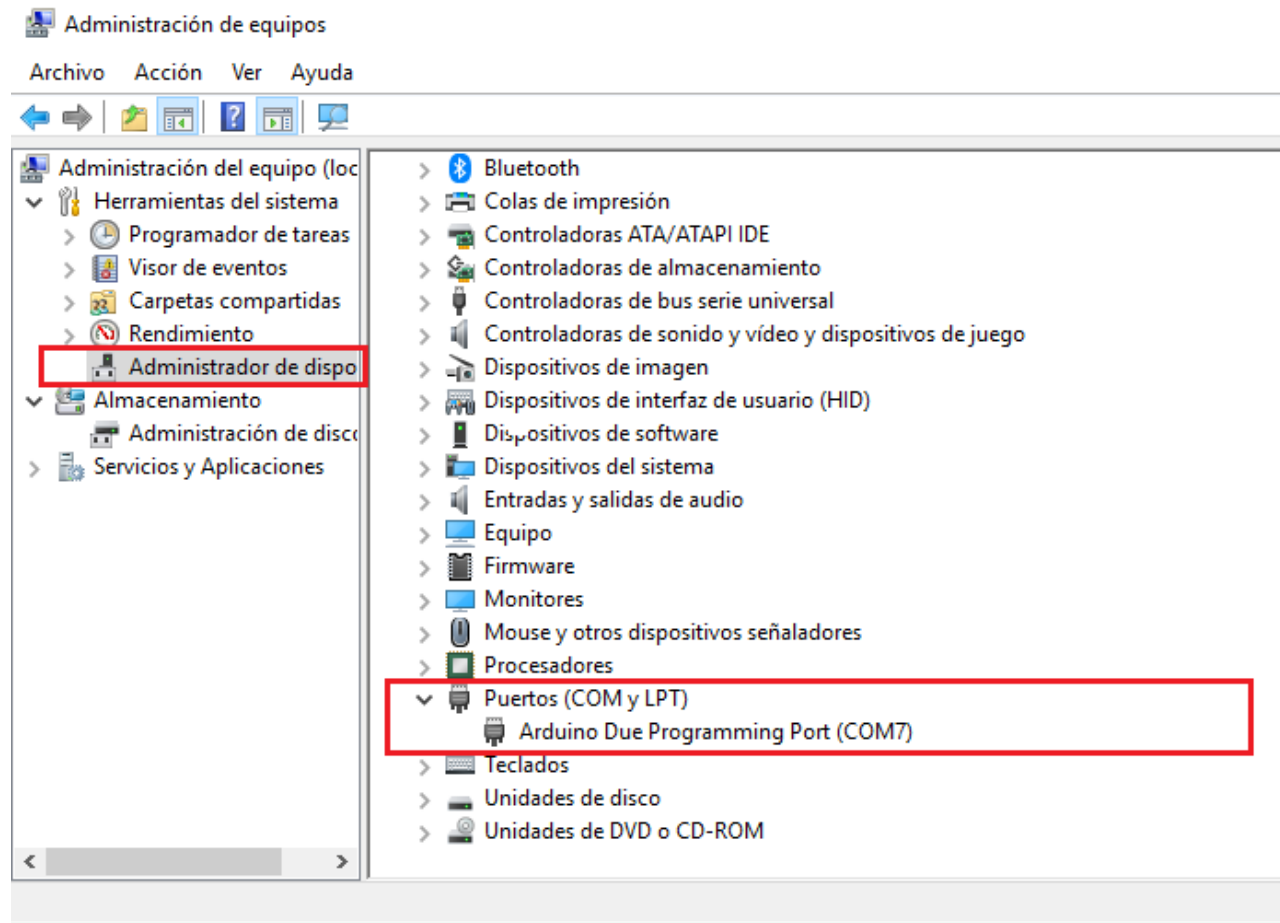 Administración de equipos
Archivo Acción Ver Ayuda
Administración del equipo (loc
Herramientas del sistema
Programador de tareas
Visor de eventos
Carpetas compartidas
Rendimiento
Administrador de dispo
Almacenamiento
Administración de disco
Servicios y Aplicaciones
Bluetooth
Colas de impresión
Controladoras ATA/ATAPI IDE
Controladoras de almacenamiento
Controladoras de bus serie universal
Controladoras de sonido y vídeo y dispositivos de juego
Dispositivos de imagen
Dispositivos de interfaz de usuario (HID)
Dispositivos de software
Dispositivos del sistema
Entradas y salidas de audio
Equipo
Firmware
Monitores
Mouse y otros dispositivos señaladores
Procesadores
Puertos (COM y LPT)
Arduino Due Programming Port (COM7)
Teclados
Unidades de disco
Unidades de DVD o CD-ROM